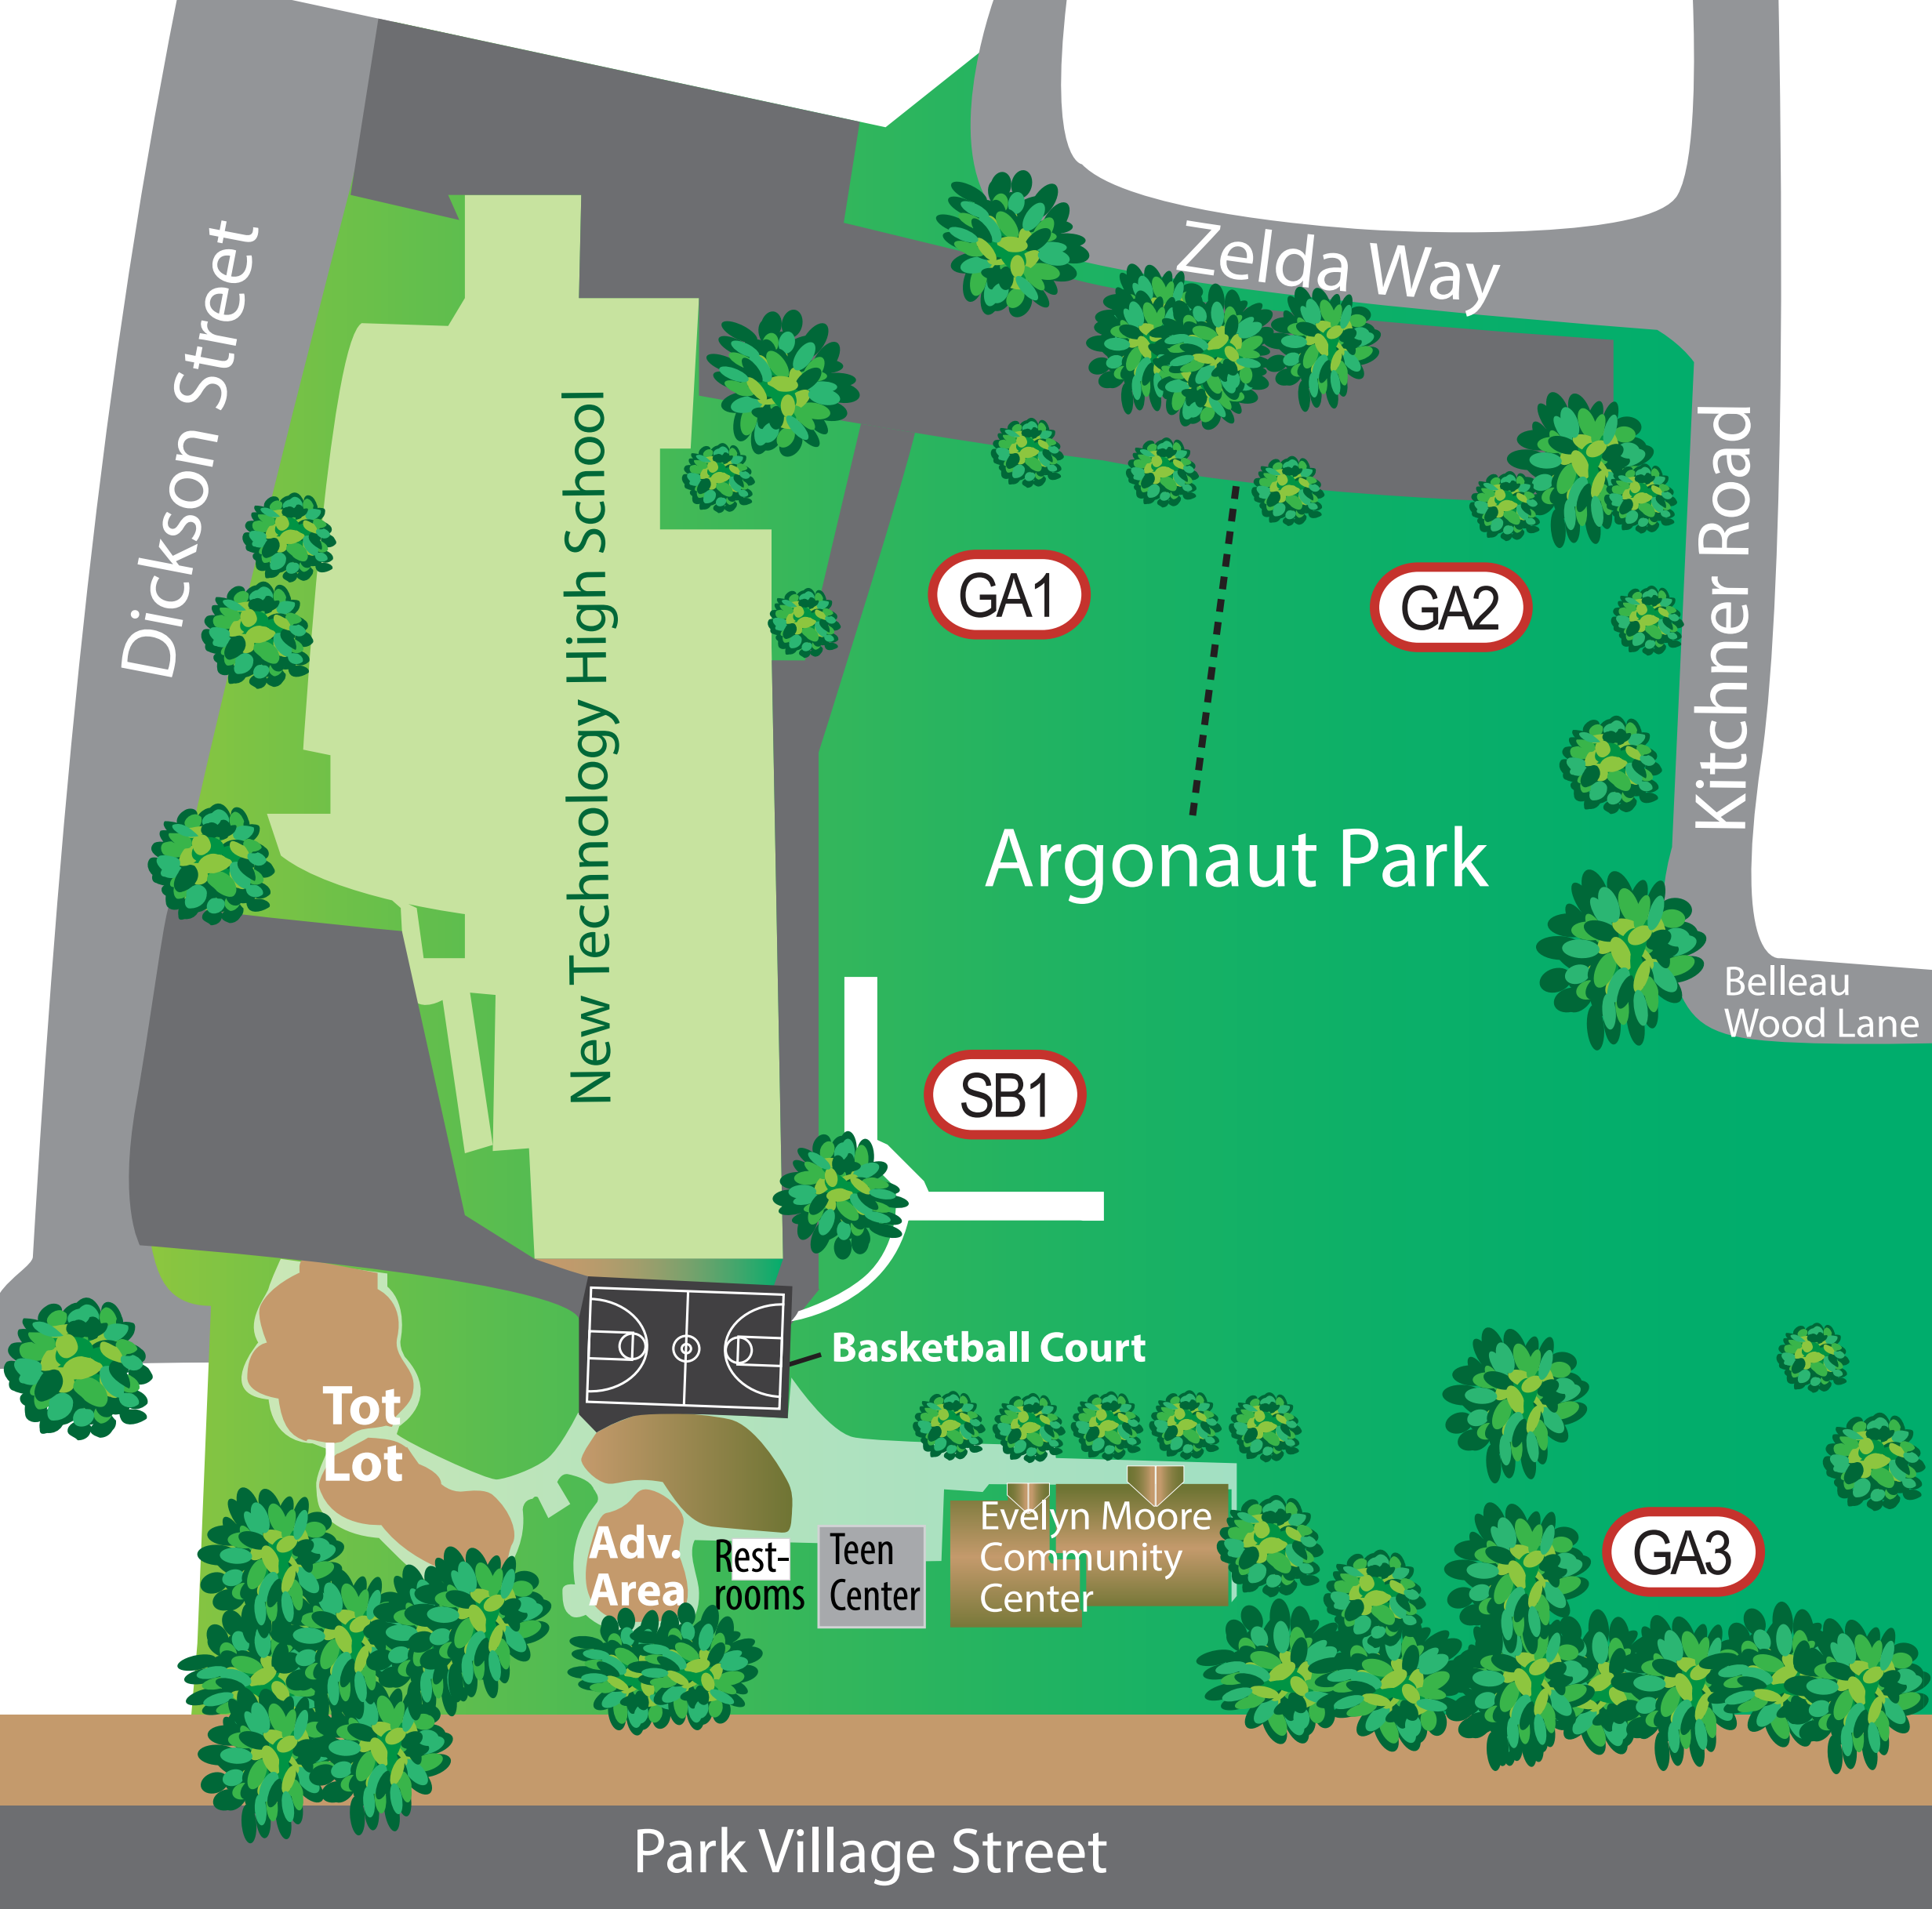 Zelda Way
Dickson Street
New Technology High School
Kitchner Road
GA1
GA2
Argonaut Park
Belleau
Wood Lane
SB1
Basketball Court
Tot
Lot
Adv.
Area
Rest-
rooms
Teen
Center
Evelyn Moore
Community
Center
GA3
Park Village Street